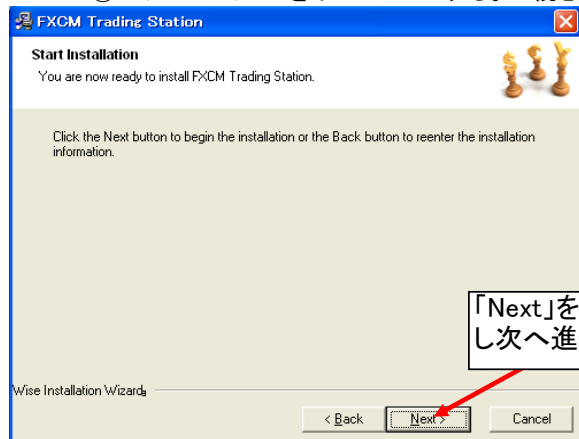 FXCM Trading Station
Start Installation
You are now ready to install FXCM Trading Station.
Click the Next button to begin the installation or the Back button to reenter the installation
information.
「Next」を
し次へ進
Wise Installation Wizard
< Back
Next >
Cancel